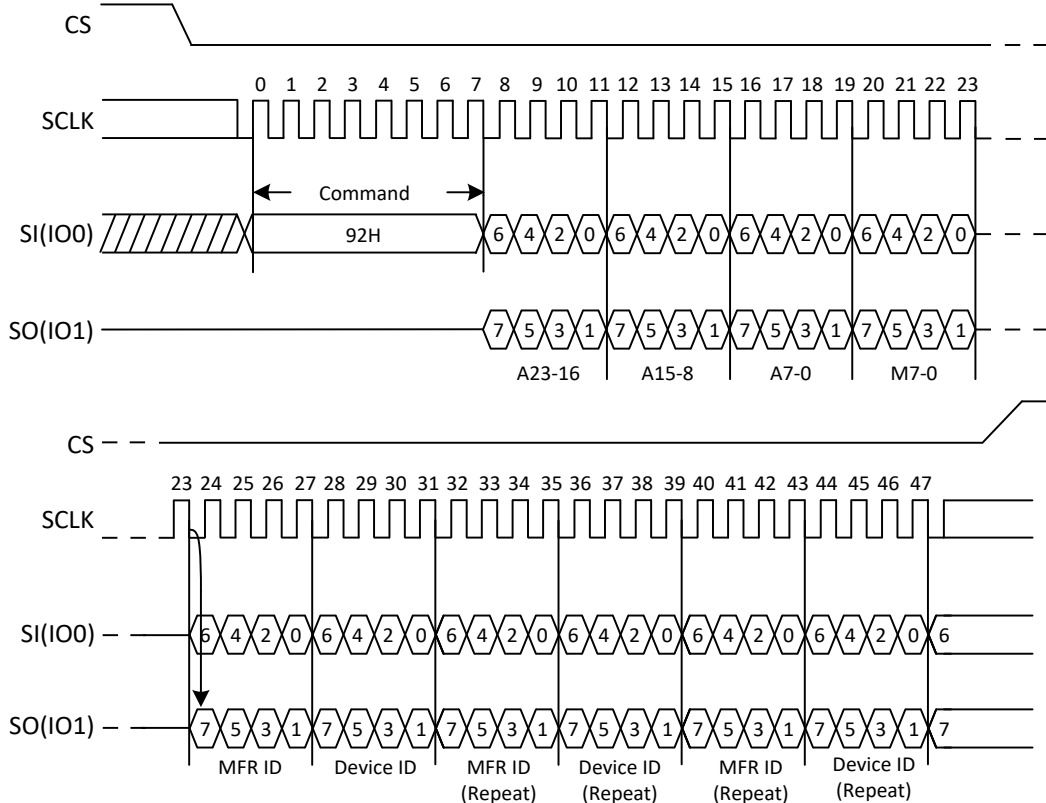 CS
0 1 2 3 4 5 6 7 8 9 10 11 12 13 14 15 16 17 18 19 20 21 22 23
SCLK
Command
SI(IO0) 92H 6 4 2 0 6 4 2 0 6 4 2 0 6 4 2 0
SO(IO1) 7 5 3 1 7 5 3 1 7 5 3 1 7 5 3 1
A23-16 A15-8 A7-0 M7-0
CS
23 24 25 26 27 28 29 30 31 32 33 34 35 36 37 38 39 40 41 42 43 44 45 46 47
SCLK
SI(IO0) 6 4 2 0 6 4 2 0 6 4 2 0 6 4 2 0 6 4 2 0 6 4 2 0 6
SO(IO1) 7 5 3 1 7 5 3 1 7 5 3 1 7 5 3 1 7 5 3 1 7 5 3 1 7
MFR ID Device ID MFR ID Device ID MFR ID Device ID
(Repeat) (Repeat) (Repeat) (Repeat)